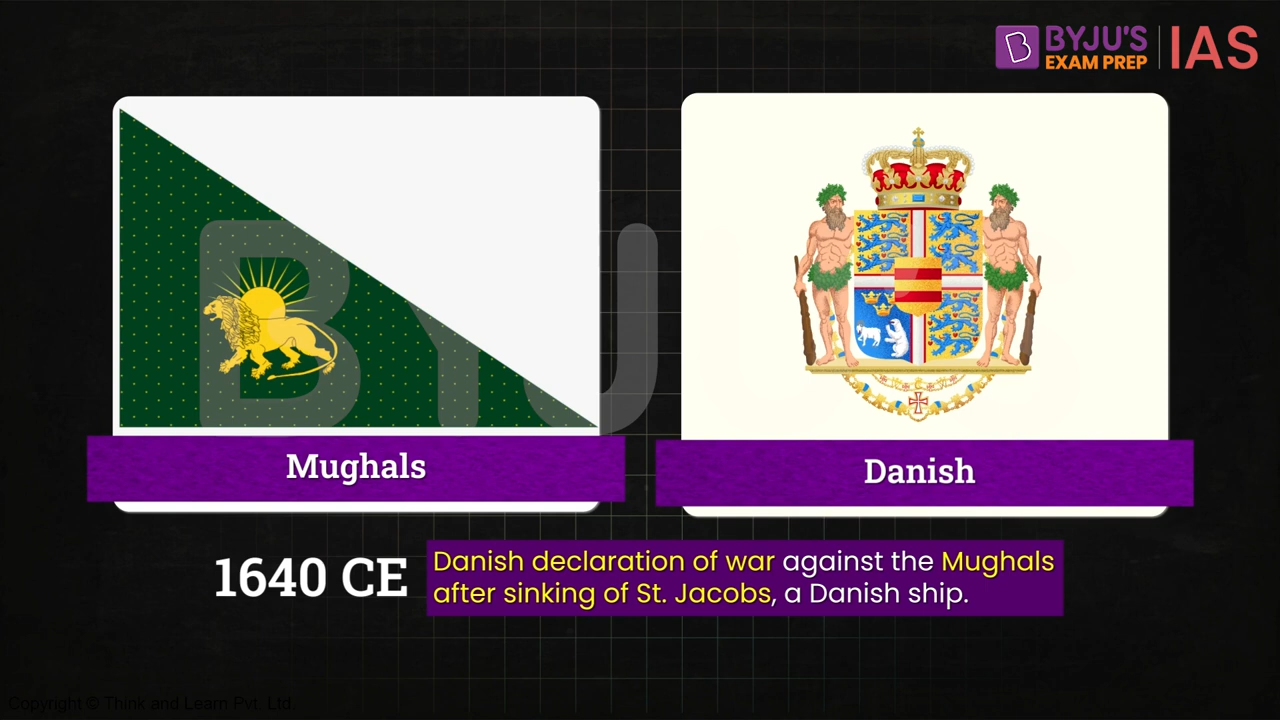 BYJU'S
EXAM PREP
IAS
BYJU
Mughals
Danish
1640 CE
Danish declaration of war against the Mughals
after sinking of St. Jacobs, a Danish ship.
Copyright © Think and Learn Pvt. Ltd